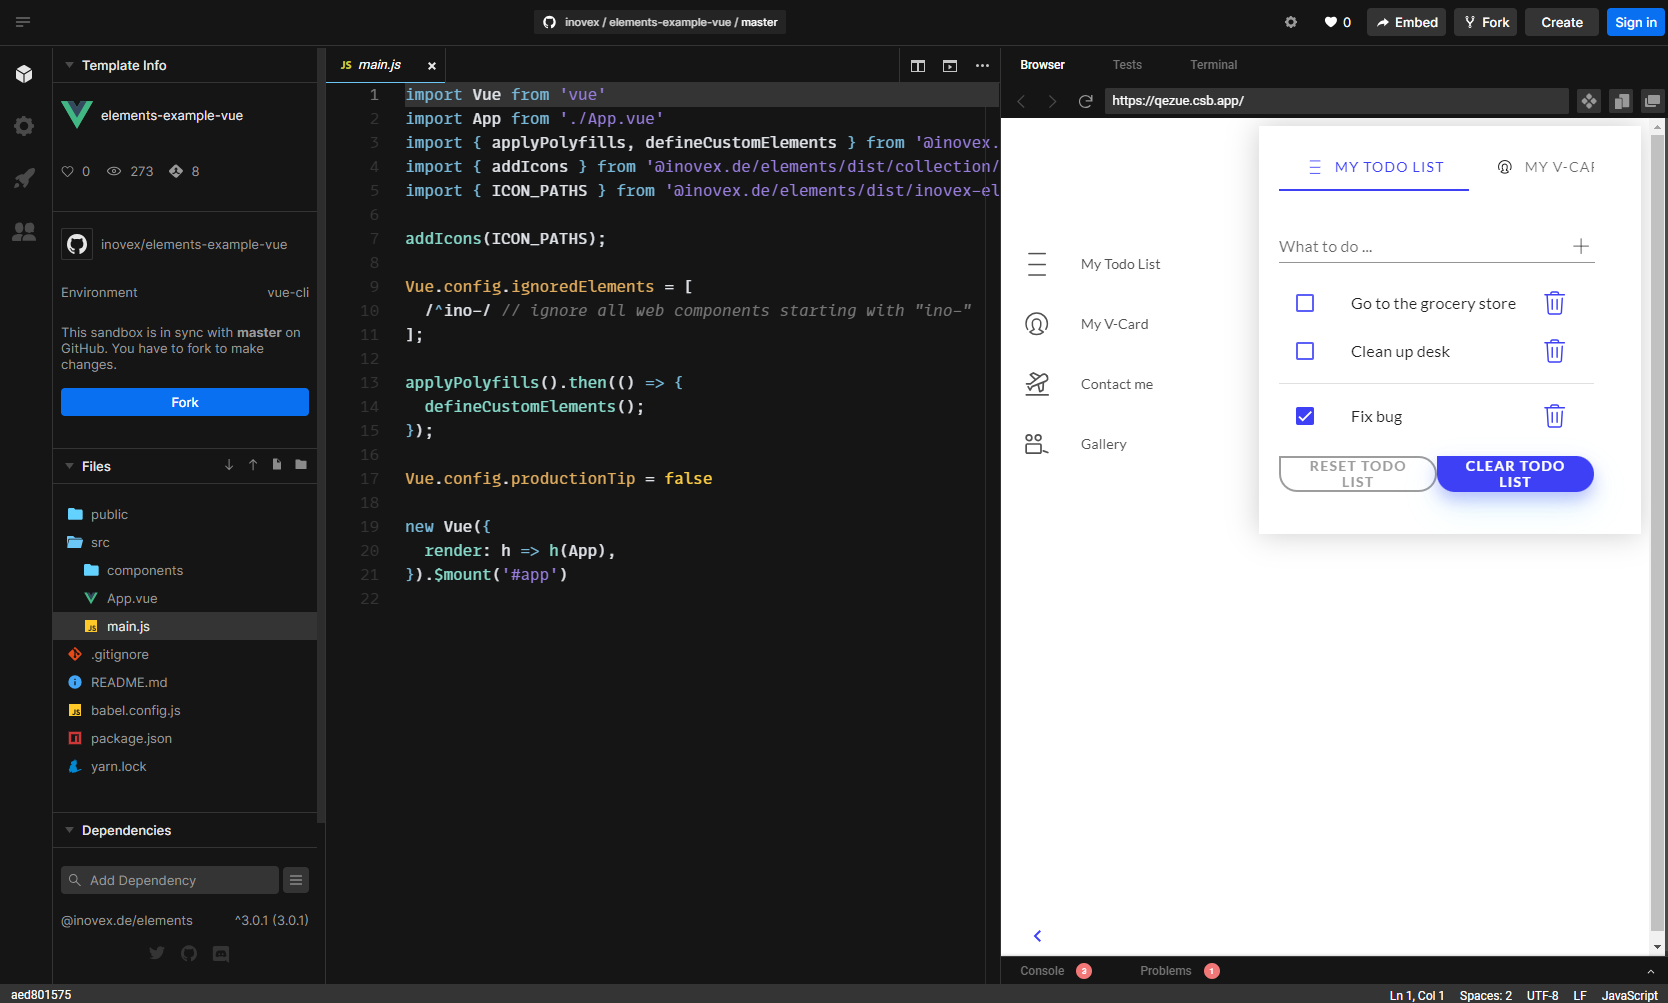 inovex / elements-example-vue / master
0
Embed
Fork
Create
Sign in
Template Info
elements-example-vue
0
273
8
inovex/elements-example-vue
Environment
vue-cli
This sandbox is in sync with master on
GitHub. You have to fork to make
changes.
Fork
Files
public
src
components
App.vue
JS main.js
.gitignore
README.md
JS babel.config.js
package.json
yarn.lock
Dependencies
Add Dependency
@inovex.de/elements
^3.0.1 (3.0.1)
JS main.js
1 import Vue from 'vue'
2 import App from './App.vue'
3 import { applyPolyfills, defineCustomElements } from '@inovex.
4 import { addIcons } from '@inovex.de/elements/dist/collection/
5 import { ICON_PATHS } from '@inovex.de/elements/dist/inovex-el
6
7 addIcons(ICON_PATHS);
8
9 Vue.config.ignoredElements = [
10 /^ino-/ // ignore all web components starting with "ino-"
11 ];
12
13 applyPolyfills().then(() => {
14 defineCustomElements();
15 });
16
17 Vue.config.productionTip = false
18
19 new Vue({
20 render: h => h(App),
21 }).$mount('#app')
22
Browser
Tests
Terminal
https://qezue.csb.app/
My Todo List
My V-Card
Contact me
Gallery
MY TODO LIST
MY V-CAR
What to do ...
Go to the grocery store
Clean up desk
Fix bug
RESET TODO
LIST
CLEAR TODO
LIST
Console 3
Problems 1
aed801575
Ln 1, Col 1
Spaces: 2
UTF-8
LF
JavaScript